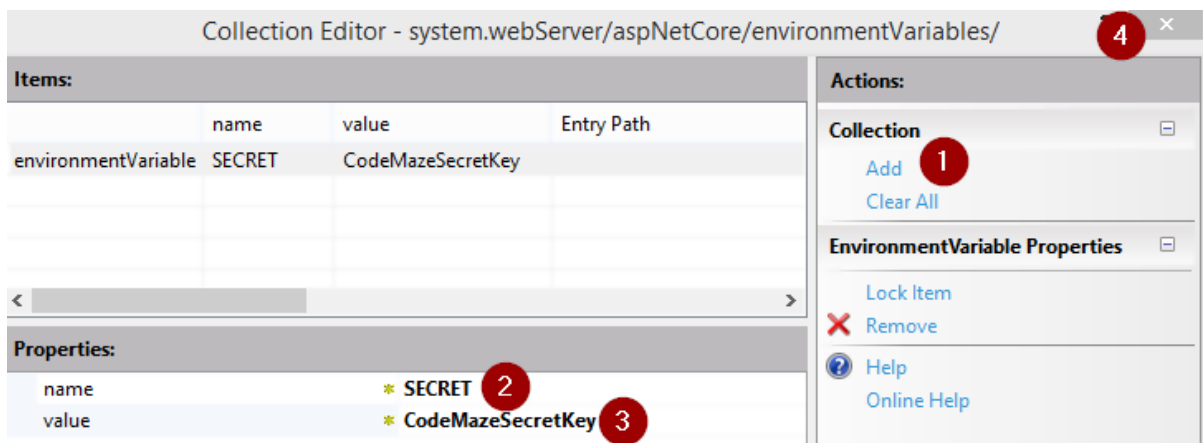 Collection Editor - system.webServer/aspNetCore/environmentVariables/
4
Items:
name value Entry Path
environmentVariable SECRET CodeMazeSecretKey
Properties:
name * SECRET 2
value * CodeMazeSecretKey 3
Actions:
Collection
Add 1
Clear All
EnvironmentVariable Properties
Lock Item
Remove
Help
Online Help